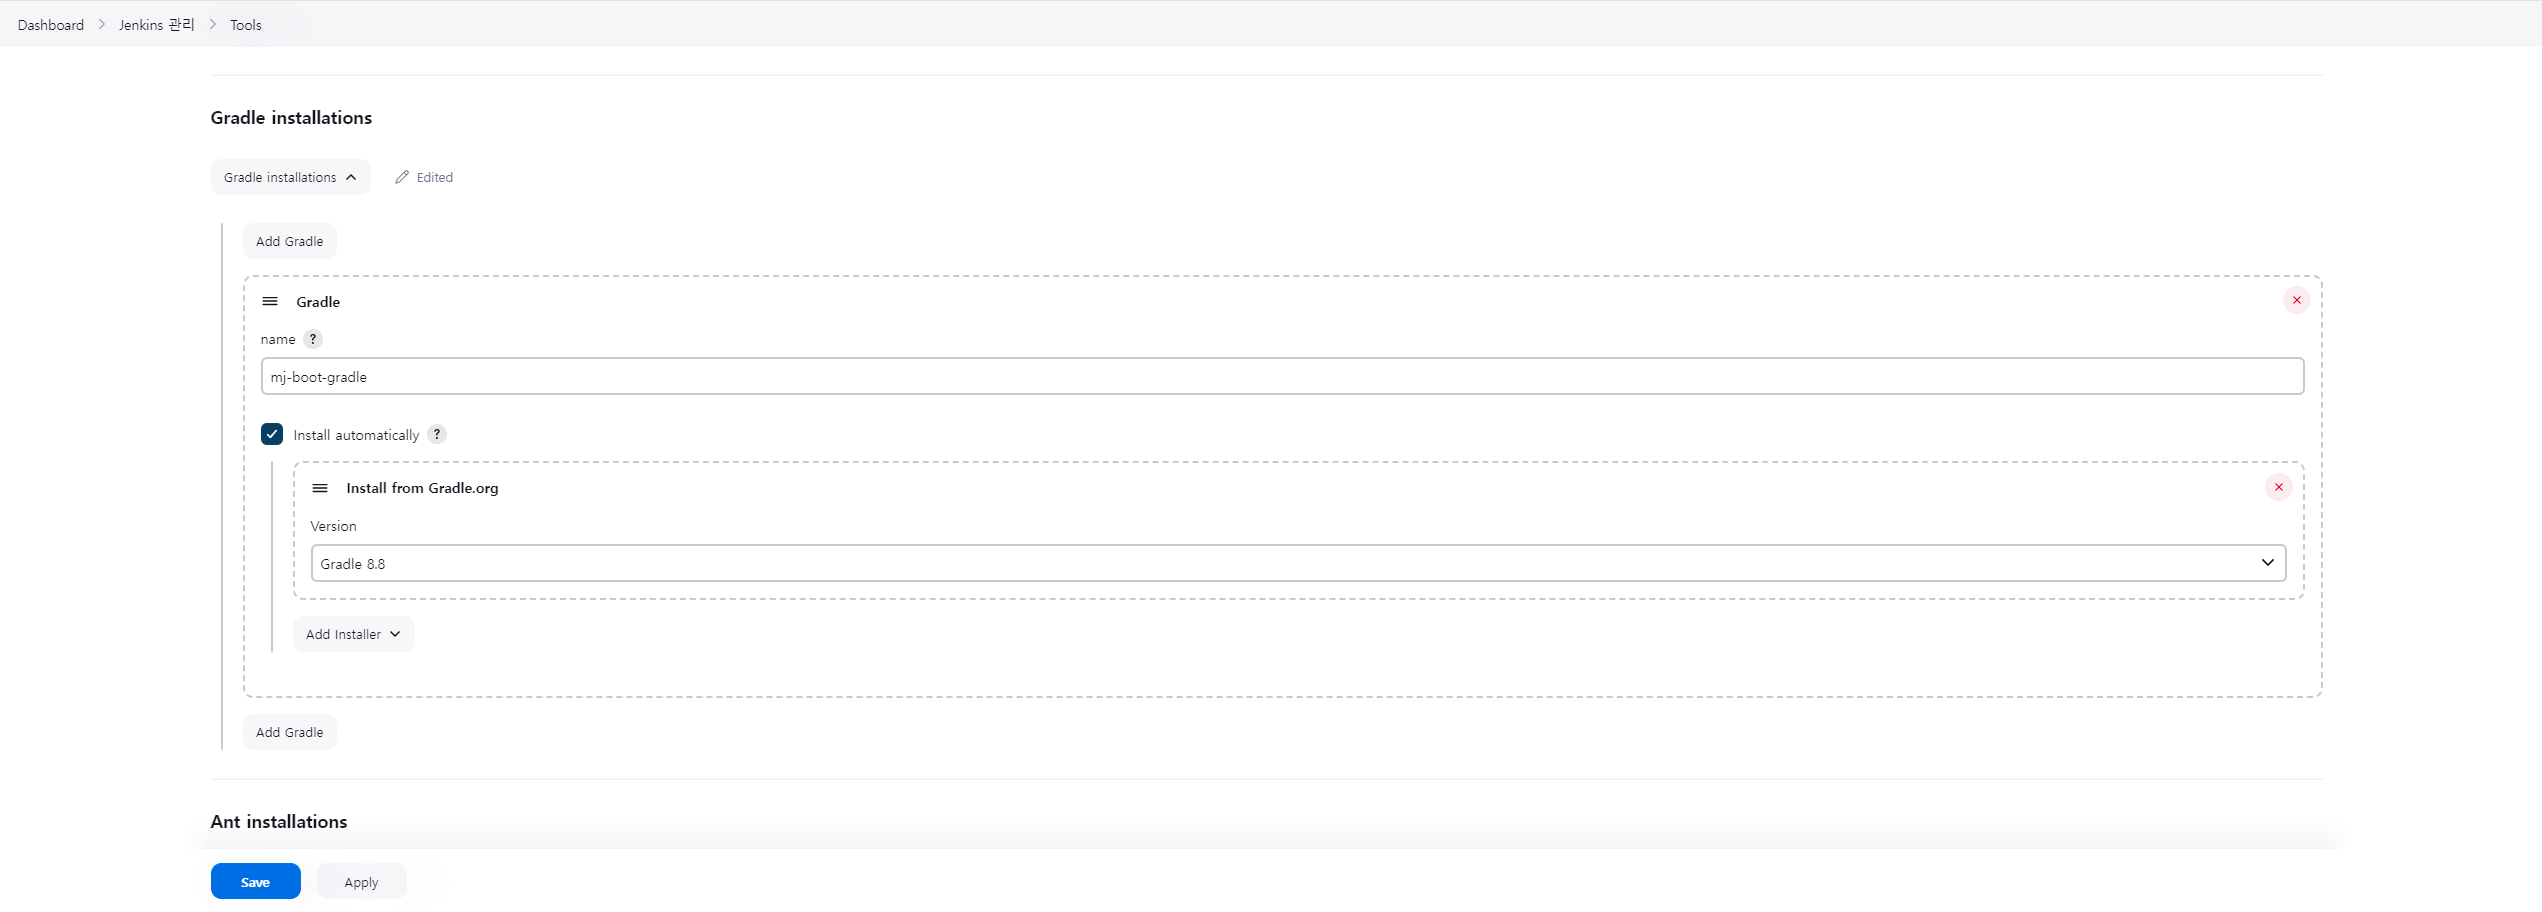 Dashboard > Jenkins 관리 > Tools
Gradle installations
Gradle installations
Edited
Add Gradle
Gradle
name ?
mj-boot-gradle
Install automatically ?
Install from Gradle.org
Version
Gradle 8.8
Add Installer
Add Gradle
Ant installations
Save
Apply